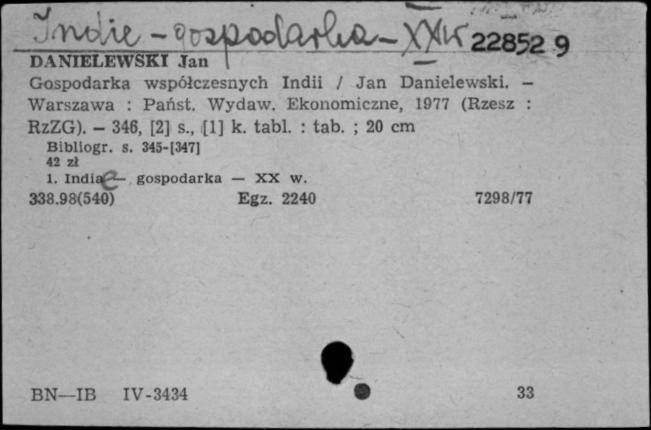 Indie – gospodarka – XX w 22852 9
DANIELEWSKI Jan
Gospodarka współczesnych Indii / Jan Danielewski. –
Warszawa : Państ. Wydaw. Ekonomiczne, 1977 (Rzesz :
RzZG). – 346, [2] s., [1] k. tabl. : tab. ; 20 cm
Bibliogr. s. 345-[347]
42 zł
1. Indiae — gospodarka — XX w.
338.98(540) Egz. 2240 7298/77
BN—IB IV-3434 33